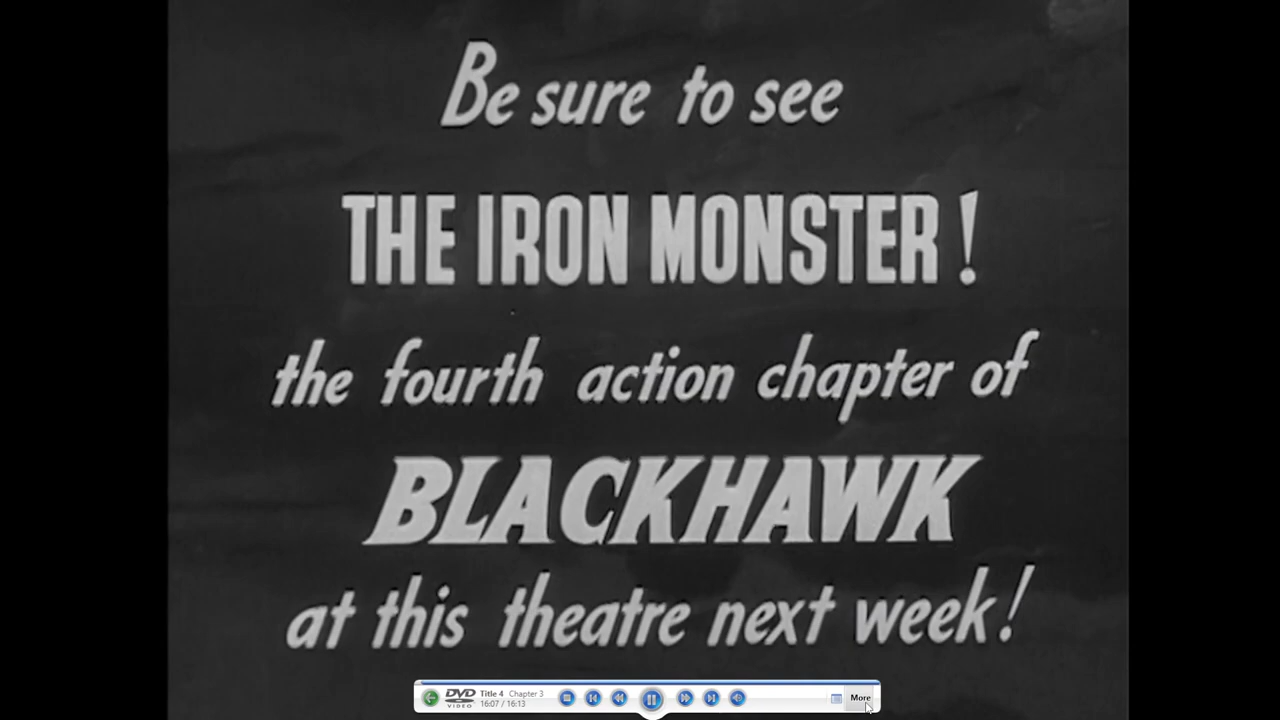 Be sure to see
THE IRON MONSTER!
the fourth action chapter of
BLACKHAWK
at this theatre next week!
DVD VIDEO Title 4 Chapter 3
16:07 / 16:13
More